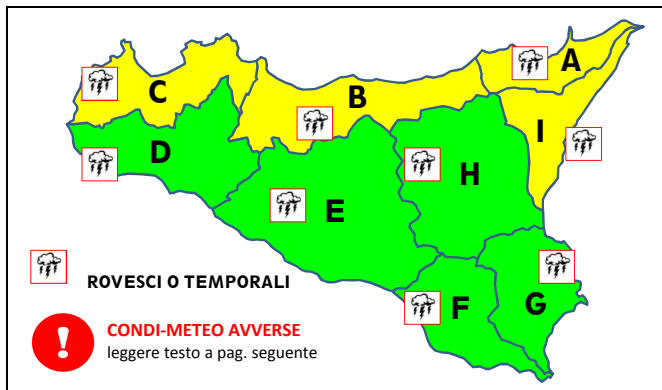 A
C
B
I
D
H
E
F
G
ROVESCI O TEMPORALI
!
CONDI-METEO AVVERSE
leggere testo a pag. seguente